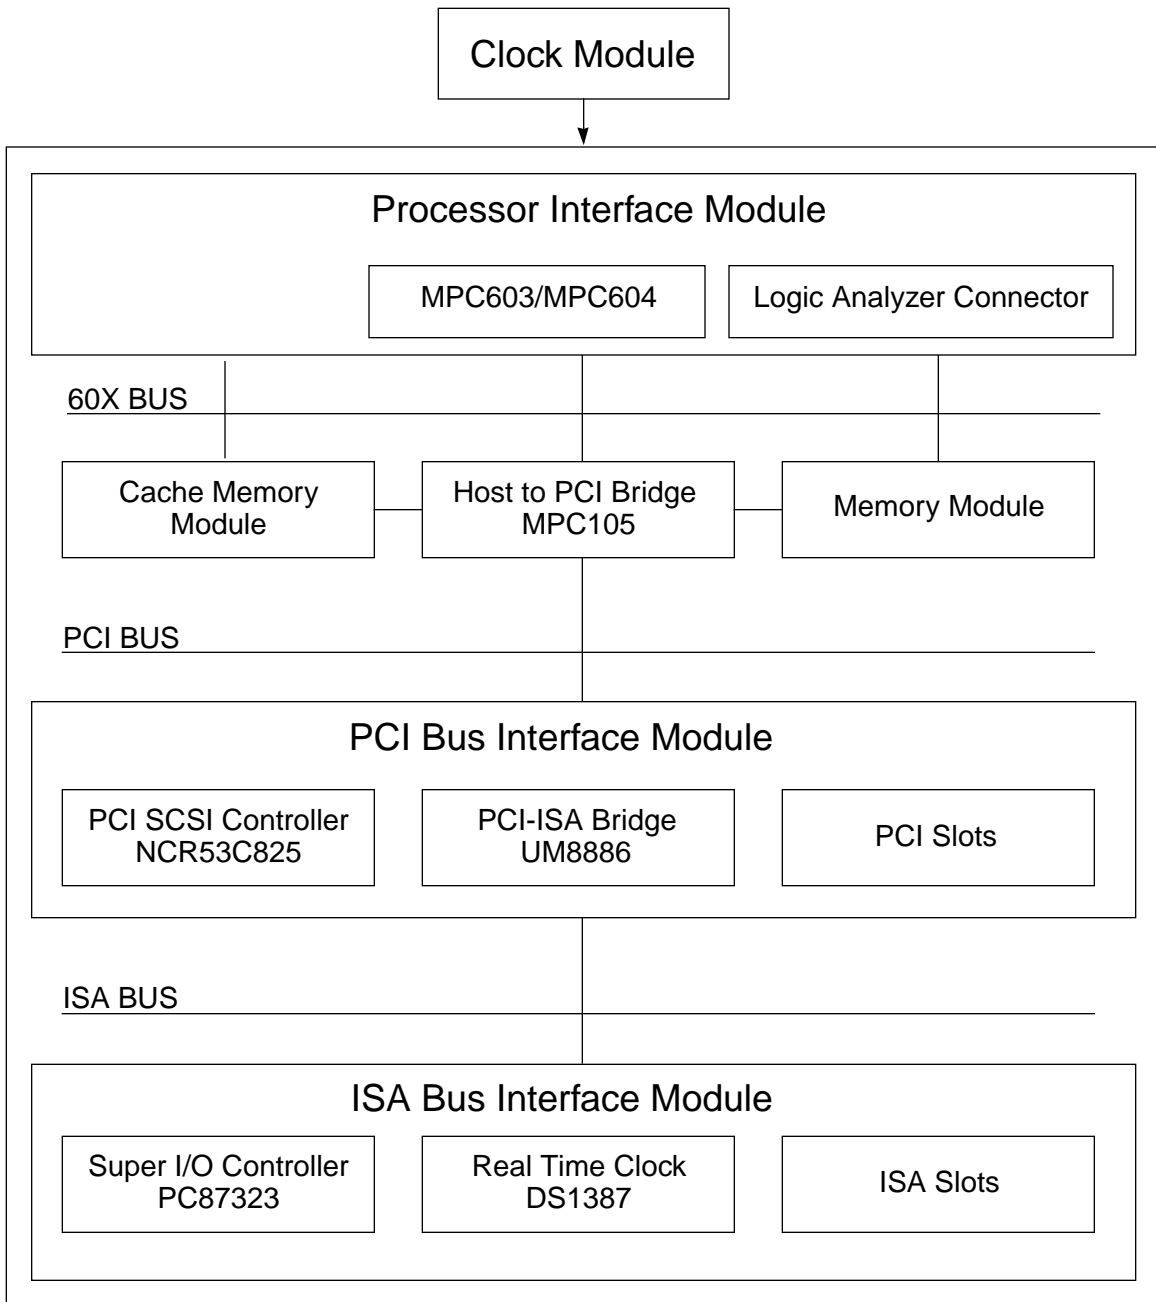 Clock Module
Processor Interface Module
MPC603/MPC604
Logic Analyzer Connector
60X BUS
Cache Memory
Module
Host to PCI Bridge
MPC105
Memory Module
PCI BUS
PCI Bus Interface Module
PCI SCSI Controller
NCR53C825
PCI-ISA Bridge
UM8886
PCI Slots
ISA BUS
ISA Bus Interface Module
Super I/O Controller
PC87323
Real Time Clock
DS1387
ISA Slots